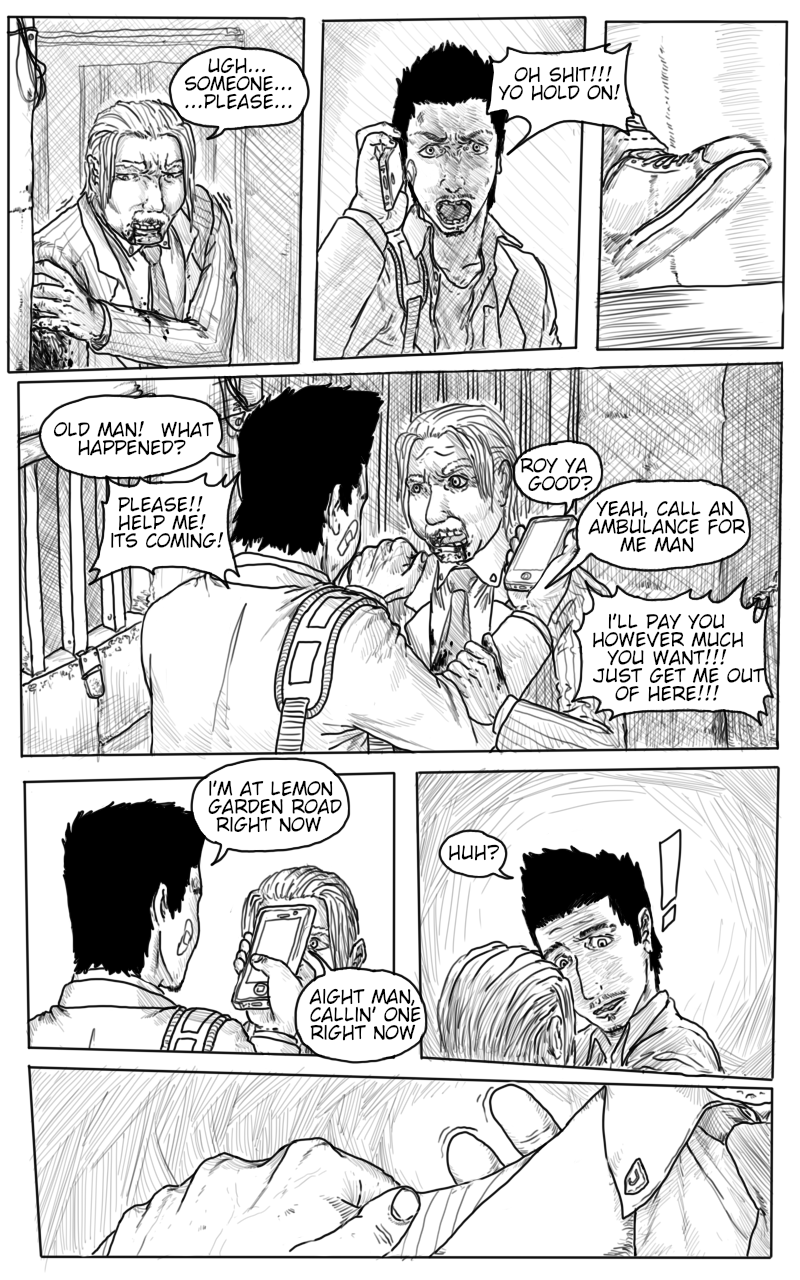 UGH...
SOMEONE...
...PLEASE...
OH SHIT!!!
YO HOLD ON!
OLD MAN! WHAT
HAPPENED?
PLEASE!!
HELP ME!
ITS COMING!
ROY YA
GOOD?
YEAH, CALL AN
AMBULANCE FOR
ME MAN
I'LL PAY YOU
HOWEVER MUCH
YOU WANT!!!
JUST GET ME OUT
OF HERE!!!
I'M AT LEMON
GARDEN ROAD
RIGHT NOW
AIGHT MAN,
CALLIN' ONE
RIGHT NOW
HUH?
!
J